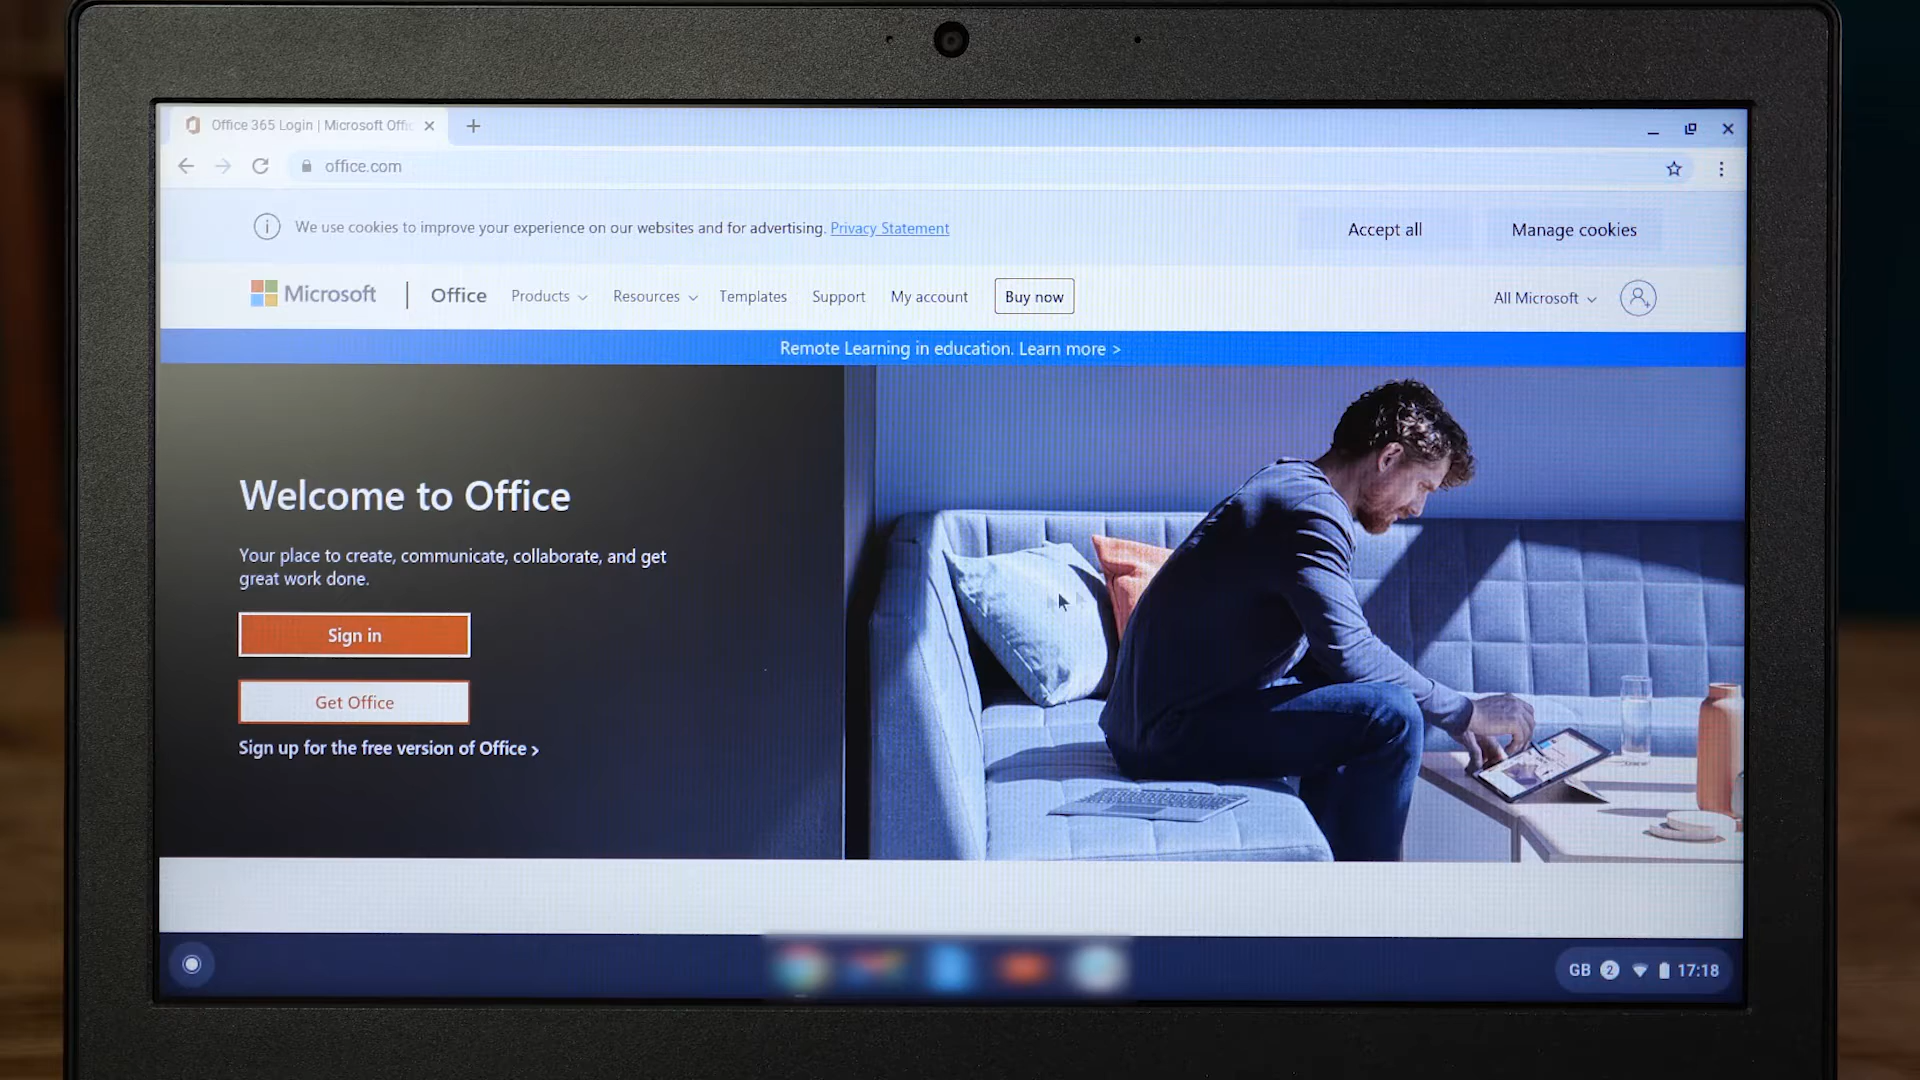 Office 365 Login | Microsoft Offi
office.com
We use cookies to improve your experience on our websites and for advertising. Privacy Statement
Accept all
Manage cookies
Microsoft
Office
Products
Resources
Templates
Support
My account
Buy now
All Microsoft
Remote Learning in education. Learn more >
Welcome to Office
Your place to create, communicate, collaborate, and get
great work done.
Sign in
Get Office
Sign up for the free version of Office >
GB 2 17:18